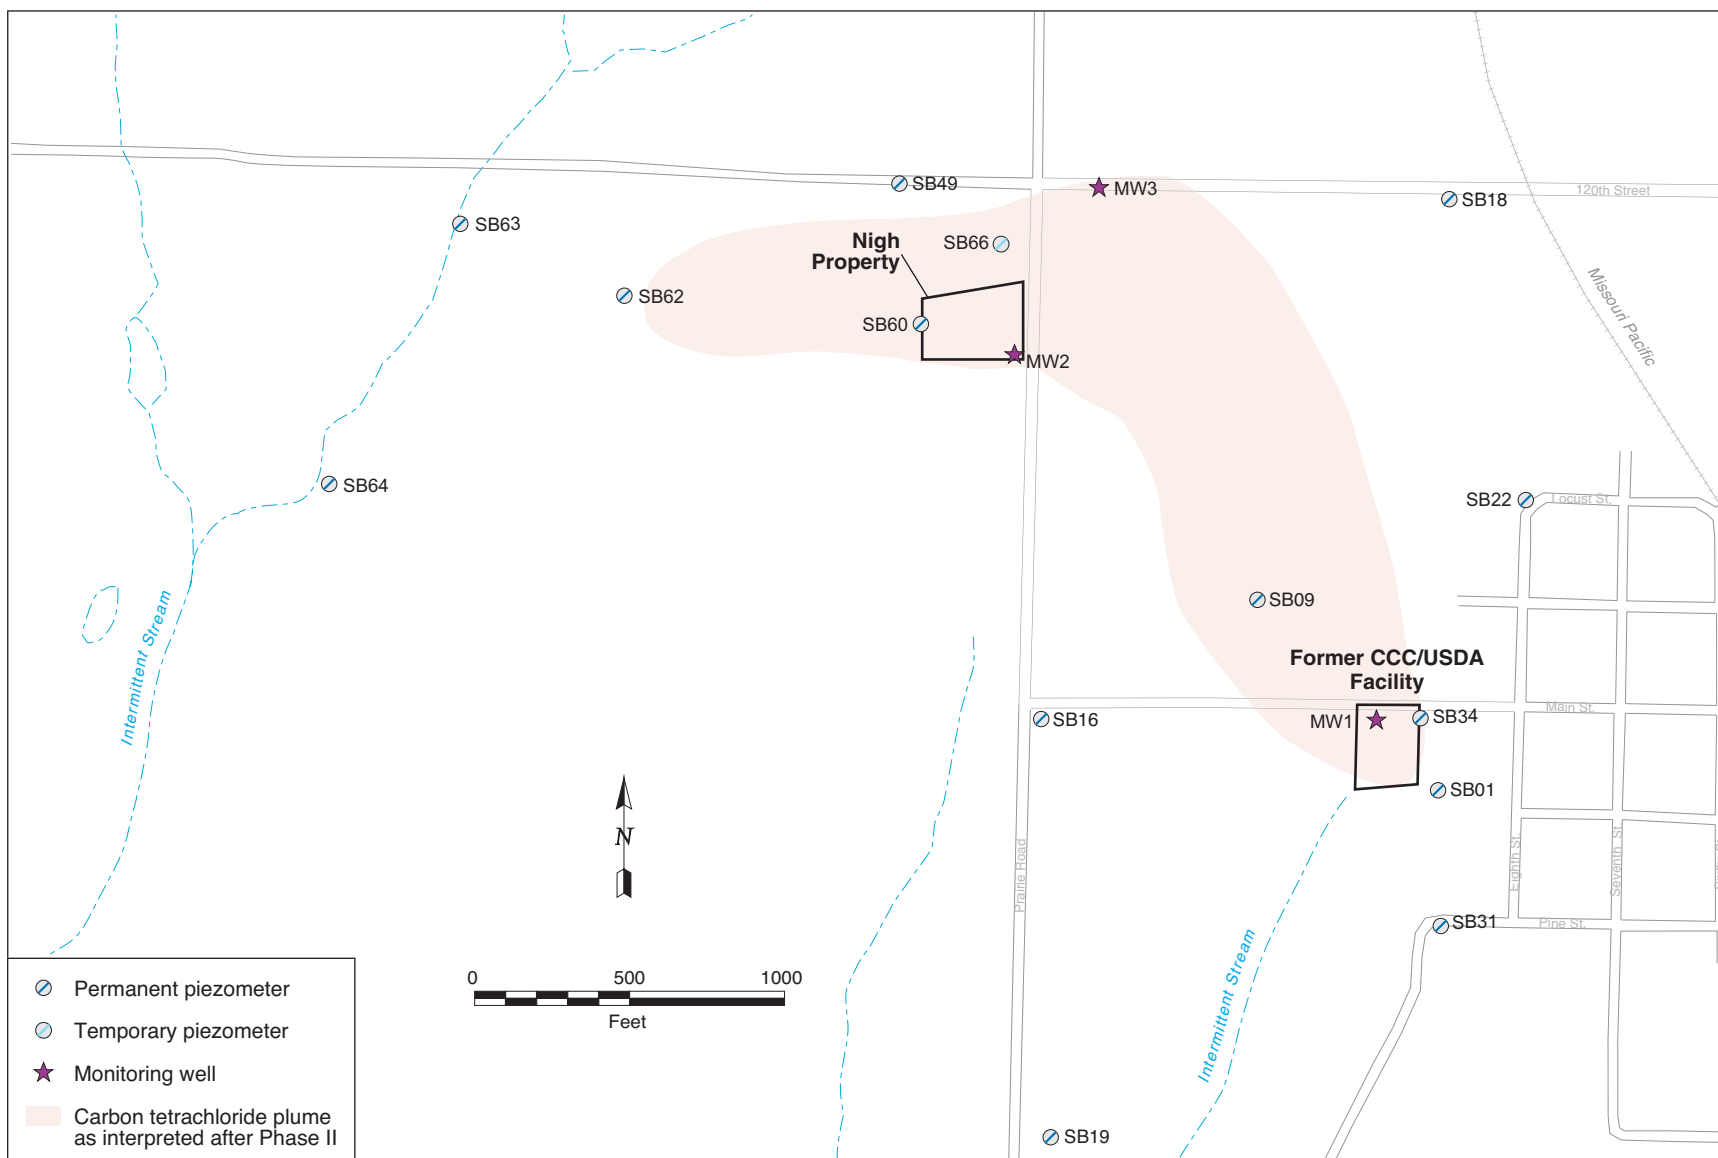 SB49
MW3
120th Street
SB18
SB63
Nigh
Property
SB66
SB62
SB60
MW2
Missouri Pacific
SB64
SB22
Locust St.
SB09
Intermittent Stream
Former CCC/USDA
Facility
SB16
MW1
SB34
Main St.
SB01
N
Prairie Road
Eighth St.
Seventh St.
SB31
Pine St.
Intermittent Stream
0 500 1000
Feet
Permanent piezometer
Temporary piezometer
Monitoring well
Carbon tetrachloride plume
as interpreted after Phase II
SB19